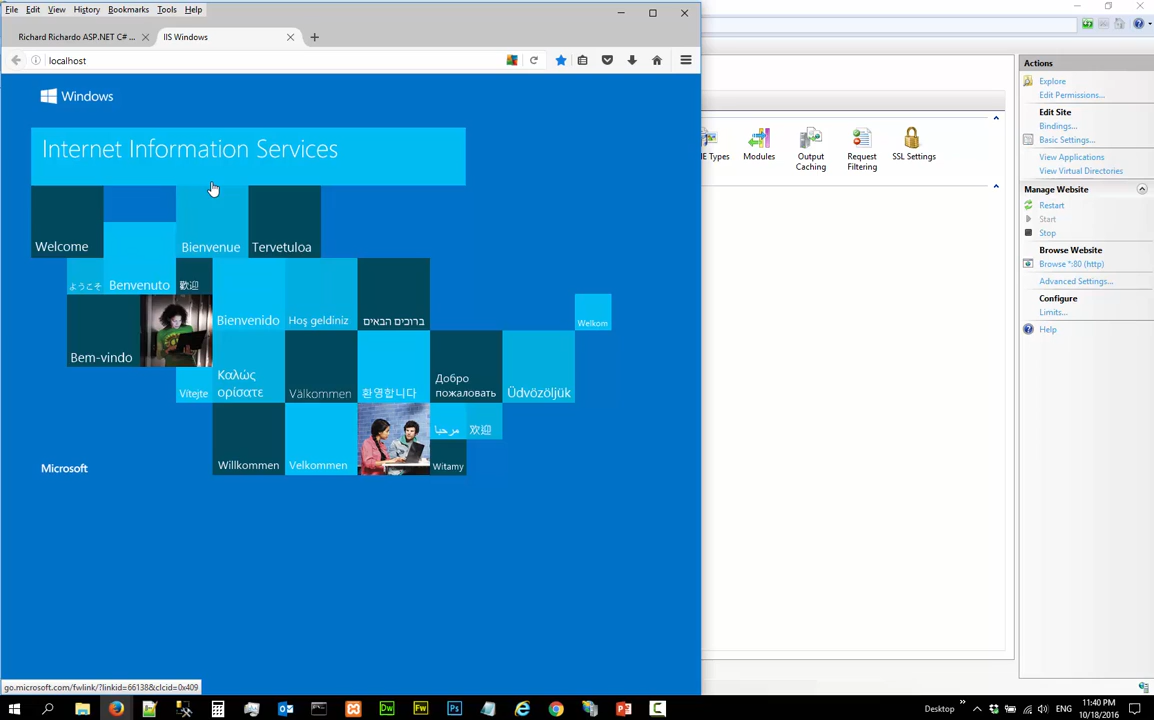 File Edit View History Bookmarks Tools Help
Richard Richardo ASP.NET C# ...
IIS Windows
localhost
Windows
Internet Information Services
Welcome
Bienvenue
Tervetuloa
ようこそ
Benvenuto
歡迎
Bienvenido
Hoş geldiniz
ברוכים הבאים
Welkom
Bem-vindo
Vítejte
Καλώς
ορίσατε
Välkommen
환영합니다
Добро
пожаловать
Üdvözöljük
مرحبا
欢迎
Willkommen
Velkommen
Witamy
Microsoft
go.microsoft.com/fwlink/?linkid=66138&clcid=0x409
Types
Modules
Output
Caching
Request
Filtering
SSL Settings
Actions
Explore
Edit Permissions...
Edit Site
Bindings...
Basic Settings...
View Applications
View Virtual Directories
Manage Website
Restart
Start
Stop
Browse Website
Browse *:80 (http)
Advanced Settings...
Configure
Limits...
Help
Desktop
ENG
11:40 PM
10/18/2016